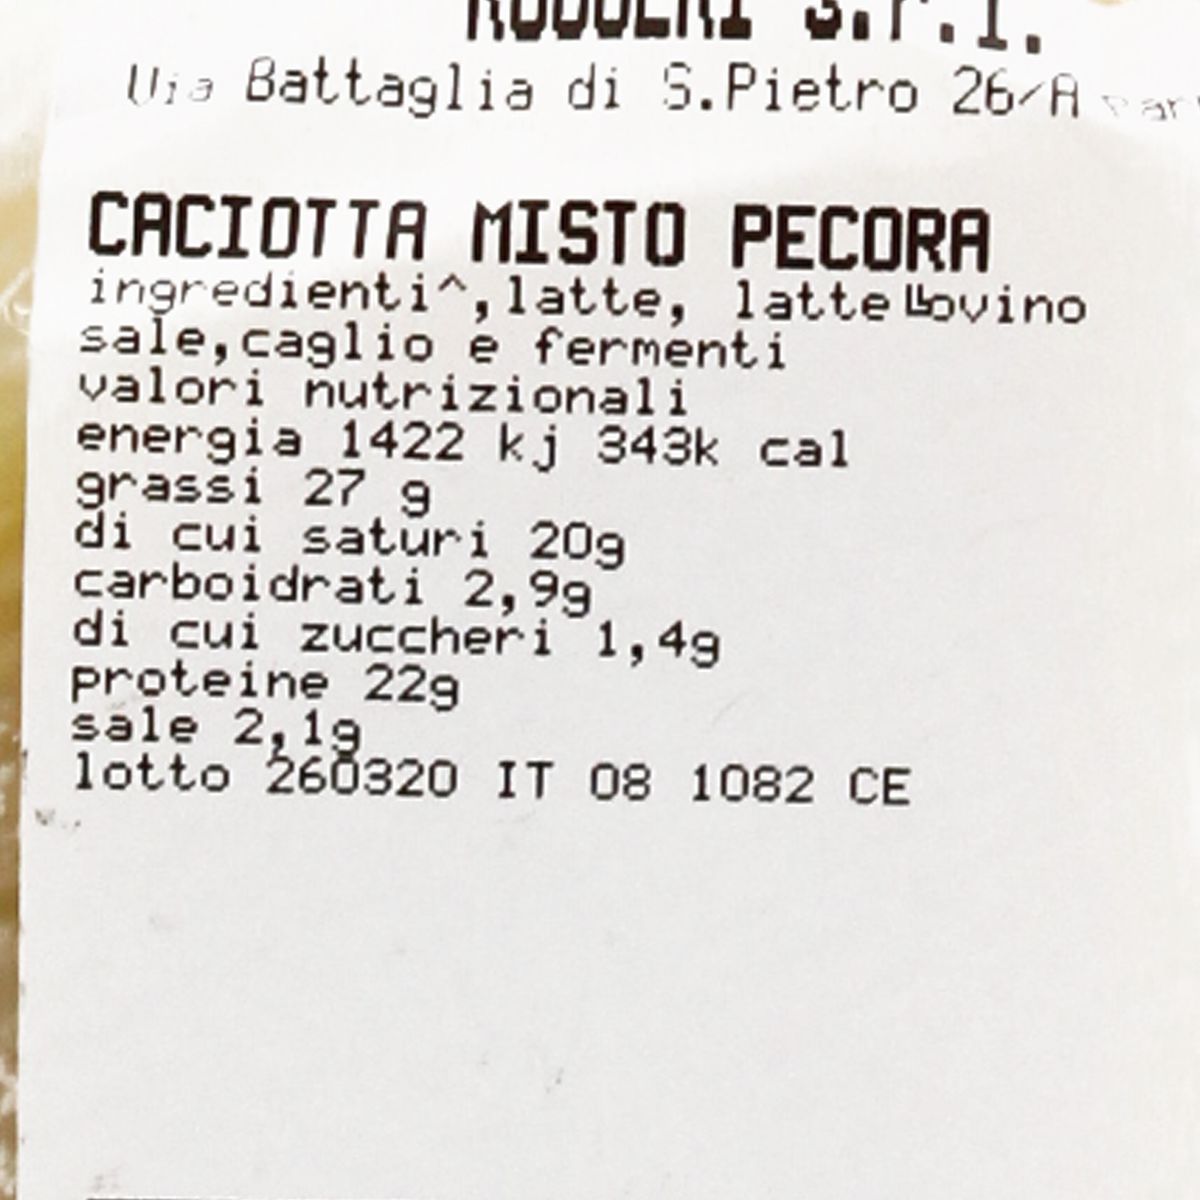 S.r.l.
Via Battaglia di S.Pietro 26/A
CACIOTTA MISTO PECORA
ingredienti^,latte, latte bovino
sale,caglio e fermenti
valori nutrizionali
energia 1422 kj 343k cal
grassi 27 g
di cui saturi 20g
carboidrati 2,9g
di cui zuccheri 1,4g
proteine 22g
sale 2,1g
lotto 260320 IT 08 1082 CE